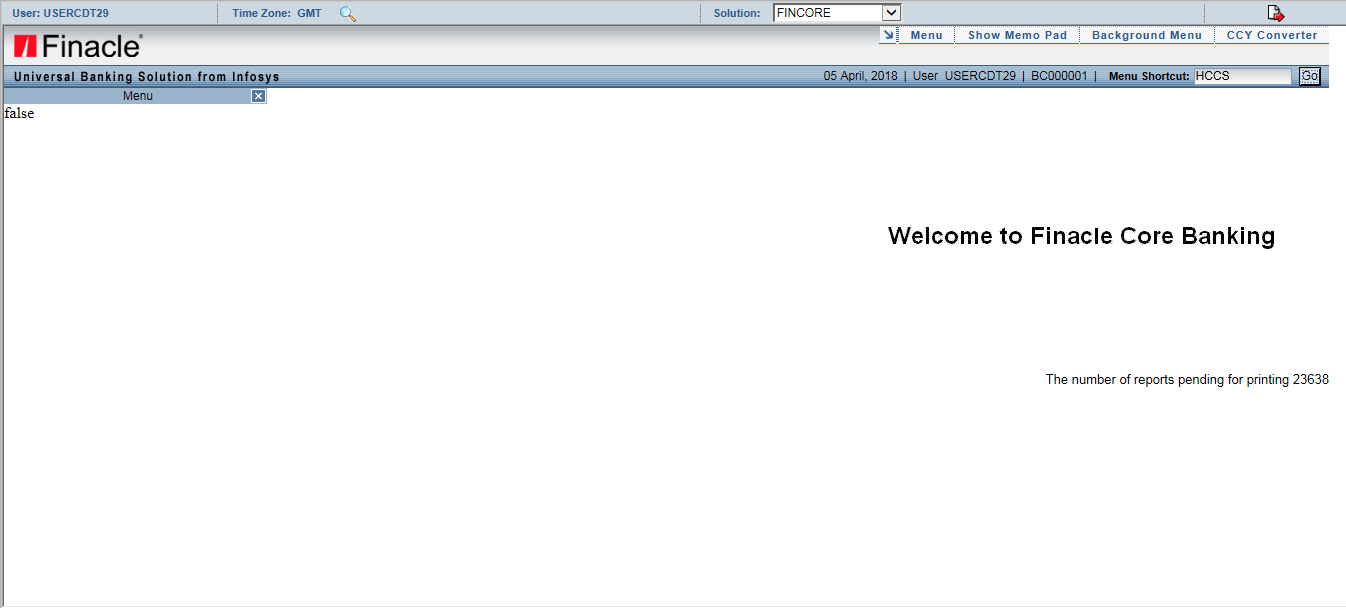 User: USERCDT29 Time Zone: GMT Solution: FINCORE
Finacle
Menu Show Memo Pad Background Menu CCY Converter
Universal Banking Solution from Infosys 05 April, 2018 | User USERCDT29 | BC000001 | Menu Shortcut: HCCS Go
Menu
false
Welcome to Finacle Core Banking
The number of reports pending for printing 23638